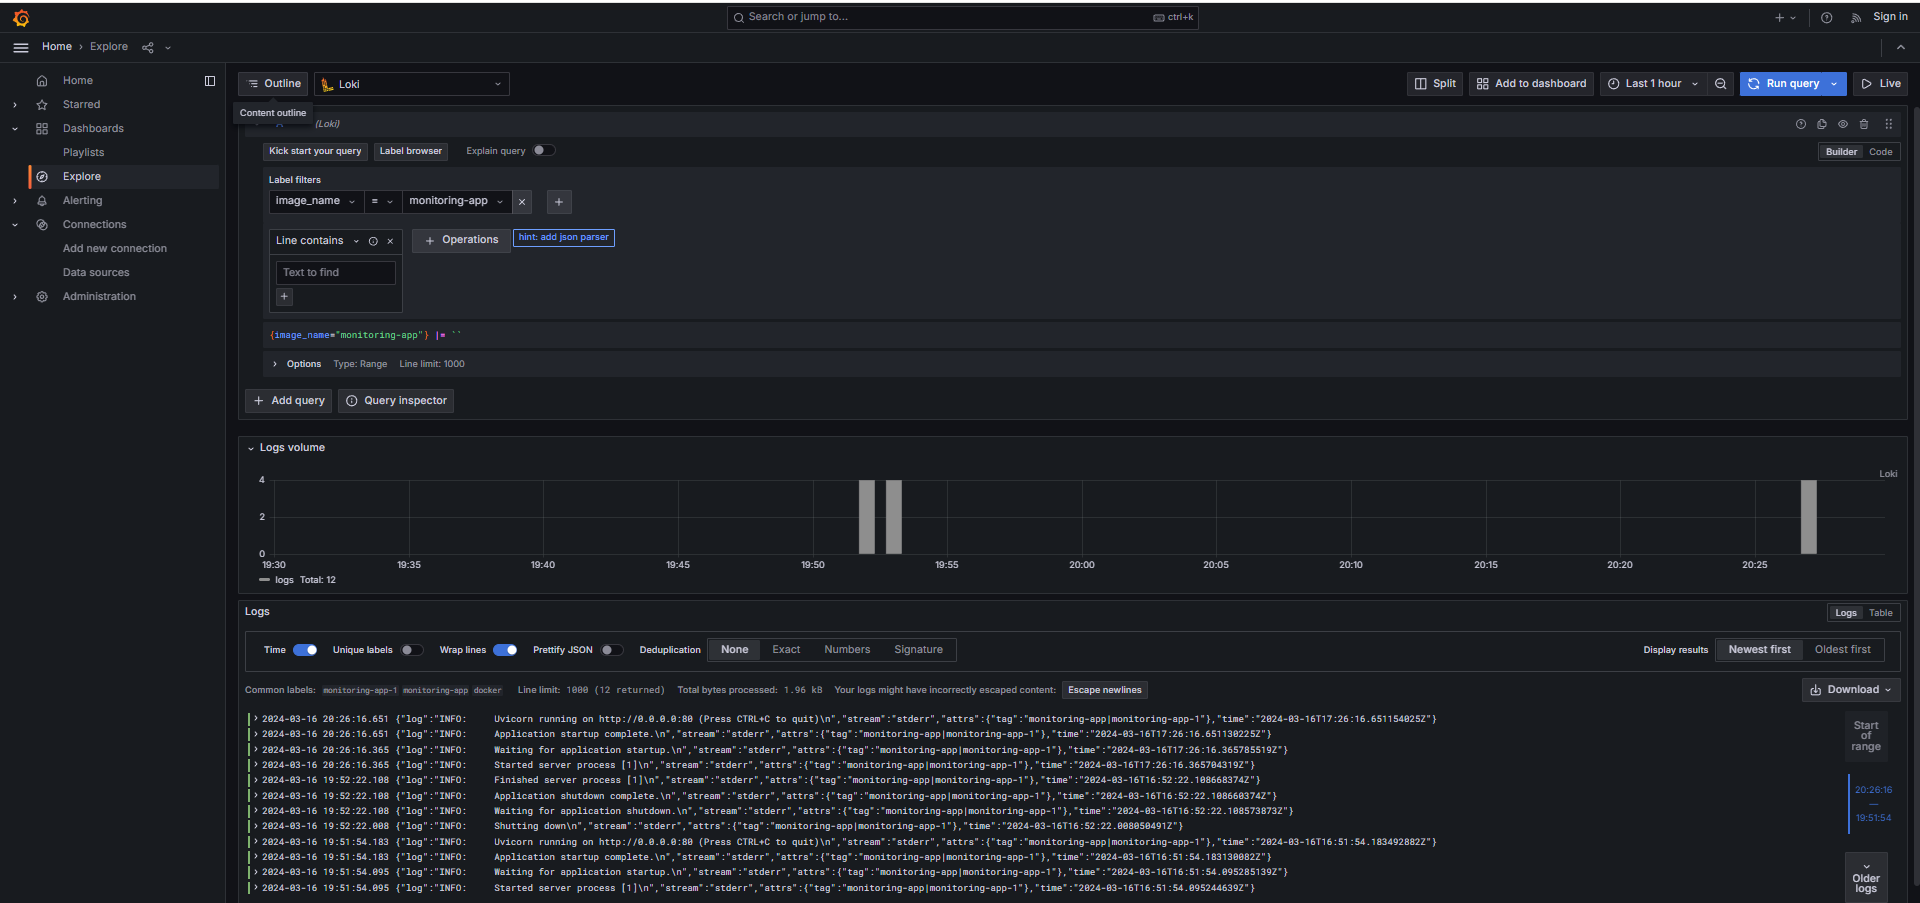 Search or jump to...
ctrl+k
Sign in
Home › Explore
Home
Starred
Dashboards
Playlists
Explore
Alerting
Connections
Add new connection
Data sources
Administration
Outline
Loki
Split
Add to dashboard
Last 1 hour
Run query
Live
Content outline
(Loki)
Kick start your query
Label browser
Explain query
Builder
Code
Label filters
image_name
=
monitoring-app
Line contains
Operations
hint: add json parser
Text to find
{image_name="monitoring-app"} |= ``
Options Type: Range Line limit: 1000
Add query
Query inspector
Logs volume
Loki
4
2
0
19:30 19:35 19:40 19:45 19:50 19:55 20:00 20:05 20:10 20:15 20:20 20:25
logs Total: 12
Logs
Logs
Table
Time
Unique labels
Wrap lines
Prettify JSON
Deduplication
None
Exact
Numbers
Signature
Display results
Newest first
Oldest first
Common labels: monitoring-app-1 monitoring-app docker Line limit: 1000 (12 returned) Total bytes processed: 1.96 kB Your logs might have incorrectly escaped content: Escape newlines
Download
2024-03-16 20:26:16.651 {"log":"INFO:     Uvicorn running on http://0.0.0.0:80 (Press CTRL+C to quit)\n","stream":"stderr","attrs":{"tag":"monitoring-app|monitoring-app-1"},"time":"2024-03-16T17:26:16.651154025Z"}
2024-03-16 20:26:16.651 {"log":"INFO:     Application startup complete.\n","stream":"stderr","attrs":{"tag":"monitoring-app|monitoring-app-1"},"time":"2024-03-16T17:26:16.651130225Z"}
2024-03-16 20:26:16.365 {"log":"INFO:     Waiting for application startup.\n","stream":"stderr","attrs":{"tag":"monitoring-app|monitoring-app-1"},"time":"2024-03-16T17:26:16.365785519Z"}
2024-03-16 20:26:16.365 {"log":"INFO:     Started server process [1]\n","stream":"stderr","attrs":{"tag":"monitoring-app|monitoring-app-1"},"time":"2024-03-16T17:26:16.365704319Z"}
2024-03-16 19:52:22.108 {"log":"INFO:     Finished server process [1]\n","stream":"stderr","attrs":{"tag":"monitoring-app|monitoring-app-1"},"time":"2024-03-16T16:52:22.108668374Z"}
2024-03-16 19:52:22.108 {"log":"INFO:     Application shutdown complete.\n","stream":"stderr","attrs":{"tag":"monitoring-app|monitoring-app-1"},"time":"2024-03-16T16:52:22.108660374Z"}
2024-03-16 19:52:22.108 {"log":"INFO:     Waiting for application shutdown.\n","stream":"stderr","attrs":{"tag":"monitoring-app|monitoring-app-1"},"time":"2024-03-16T16:52:22.108573873Z"}
2024-03-16 19:52:22.008 {"log":"INFO:     Shutting down\n","stream":"stderr","attrs":{"tag":"monitoring-app|monitoring-app-1"},"time":"2024-03-16T16:52:22.008050491Z"}
2024-03-16 19:51:54.183 {"log":"INFO:     Uvicorn running on http://0.0.0.0:80 (Press CTRL+C to quit)\n","stream":"stderr","attrs":{"tag":"monitoring-app|monitoring-app-1"},"time":"2024-03-16T16:51:54.183492882Z"}
2024-03-16 19:51:54.183 {"log":"INFO:     Application startup complete.\n","stream":"stderr","attrs":{"tag":"monitoring-app|monitoring-app-1"},"time":"2024-03-16T16:51:54.183130082Z"}
2024-03-16 19:51:54.095 {"log":"INFO:     Waiting for application startup.\n","stream":"stderr","attrs":{"tag":"monitoring-app|monitoring-app-1"},"time":"2024-03-16T16:51:54.095285139Z"}
2024-03-16 19:51:54.095 {"log":"INFO:     Started server process [1]\n","stream":"stderr","attrs":{"tag":"monitoring-app|monitoring-app-1"},"time":"2024-03-16T16:51:54.095244639Z"}
Start
of
range
20:26:16
—
19:51:54
Older
logs